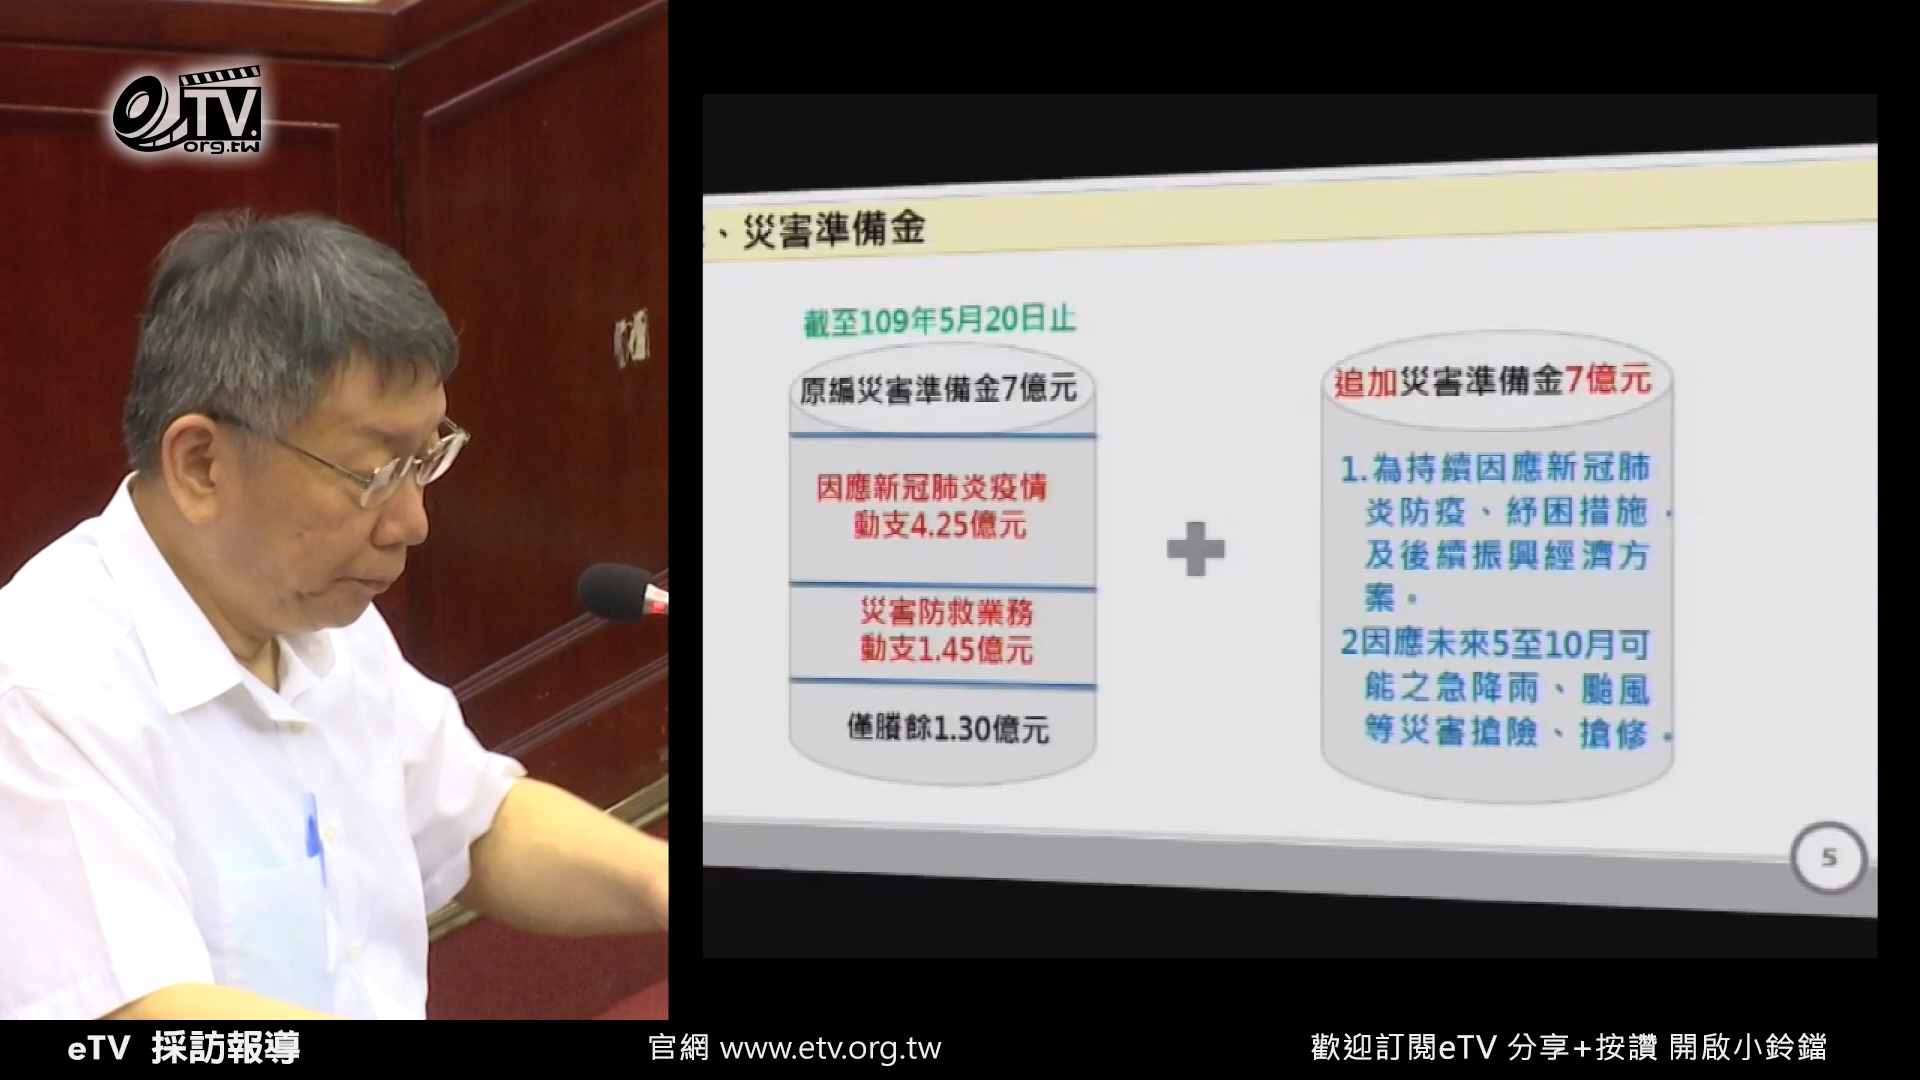 eTV.
org.tw
、災害準備金
截至109年5月20日止
原編災害準備金7億元
因應新冠肺炎疫情
動支4.25億元
災害防救業務
動支1.45億元
僅賸餘1.30億元
追加災害準備金7億元
1.為持續因應新冠肺
炎防疫、紓困措施，
及後續振興經濟方
案。
2因應未來5至10月可
能之急降雨、颱風
等災害搶險、搶修。
5
eTV 採訪報導
官網 www.etv.org.tw
歡迎訂閱eTV 分享+按讚 開啟小鈴鐺